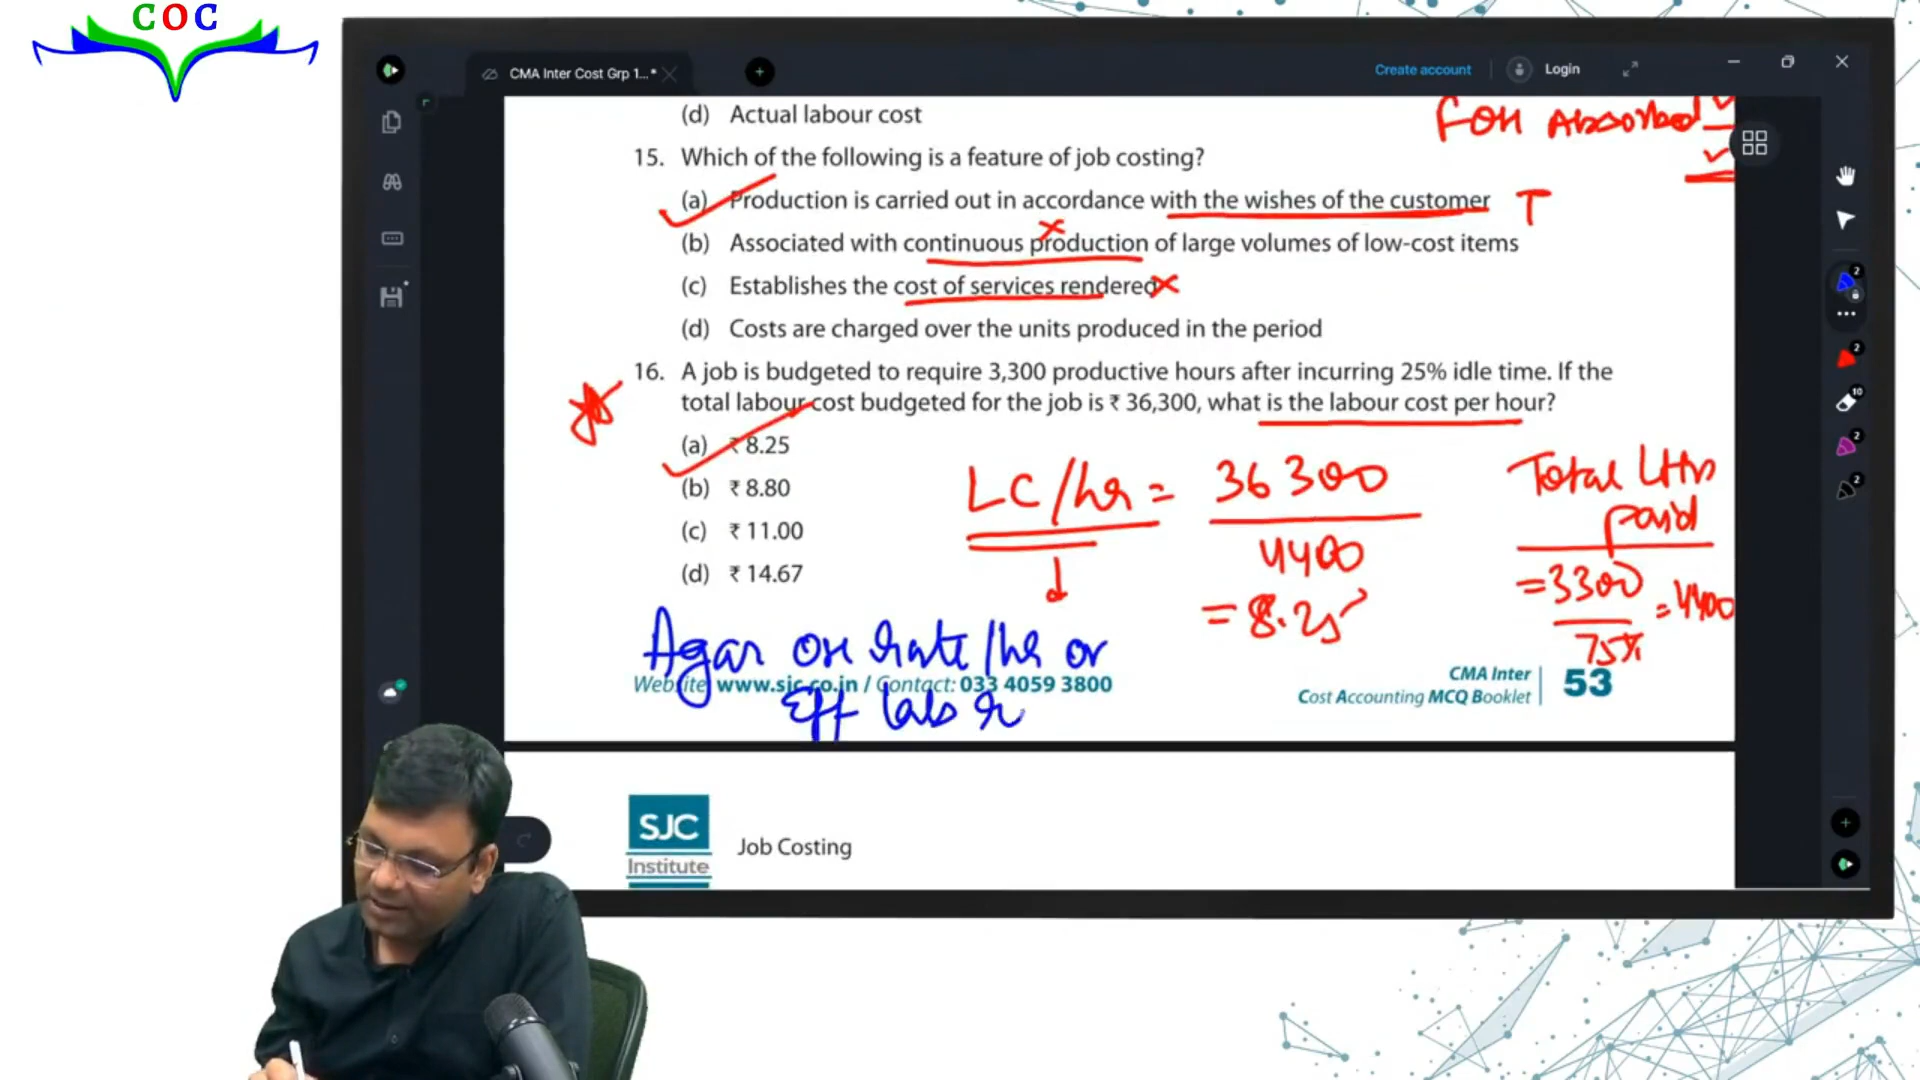 COC
CMA Inter Cost Grp 1...*
Create account
Login
(d) Actual labour cost
FOH Absorbed
15. Which of the following is a feature of job costing?
(a) Production is carried out in accordance with the wishes of the customer T
(b) Associated with continuous production of large volumes of low-cost items
(c) Establishes the cost of services rendered
(d) Costs are charged over the units produced in the period
16. A job is budgeted to require 3,300 productive hours after incurring 25% idle time. If the
total labour cost budgeted for the job is ₹ 36,300, what is the labour cost per hour?
(a) ₹ 8.25
(b) ₹ 8.80
(c) ₹ 11.00
(d) ₹ 14.67
LC/hr = 36300
4400
= 8.25
Total LHrs
paid
= 3300 = 4400
75%
Agar OH rate/hr or
Eff lab r
Website www.sjc.co.in / Contact: 033 4059 3800
CMA Inter
Cost Accounting MCQ Booklet
53
SJC
Institute
Job Costing